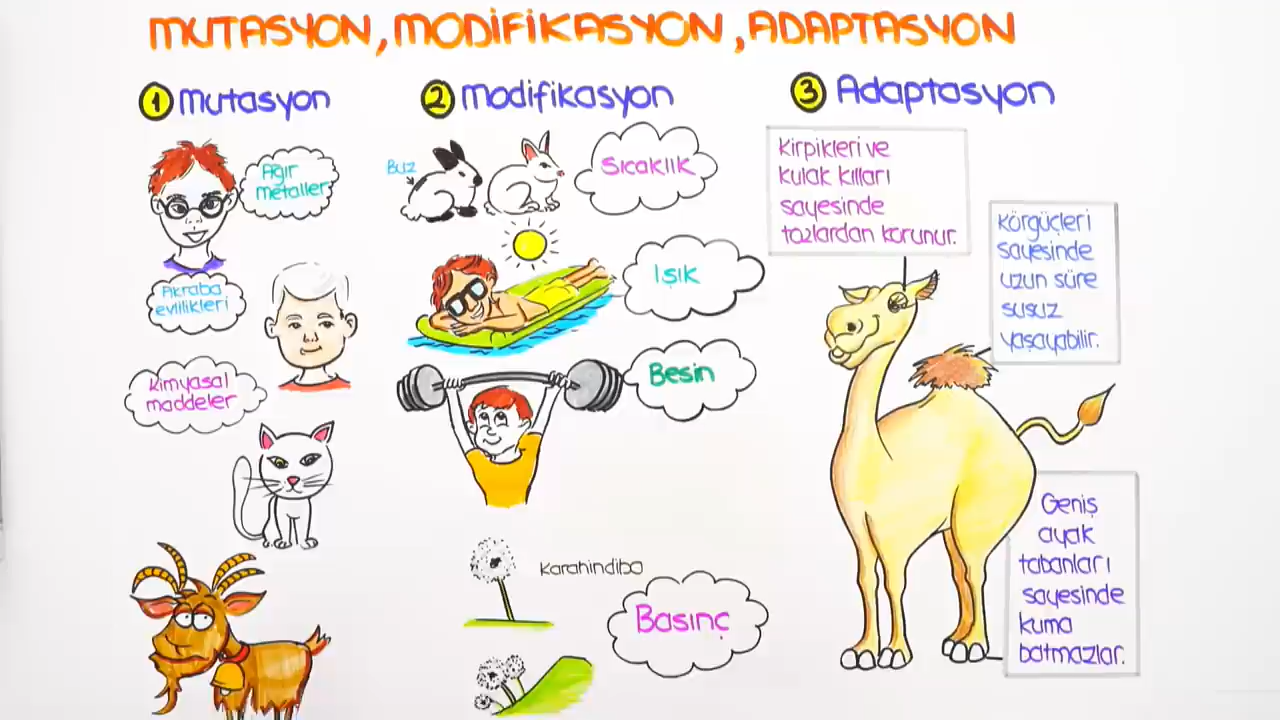 MUTASYON, MODİFİKASYON, ADAPTASYON
1 Mutasyon
Ağır
metaller
Akraba
evlilikleri
Kimyasal
maddeler
2 Modifikasyon
Buz
Sıcaklık
Işık
Besin
Karahindiba
Basınç
3 Adaptasyon
Kirpikleri ve
kulak kılları
sayesinde
tozlardan korunur.
Körgüçleri
sayesinde
uzun süre
susuz
yaşayabilir.
Geniş
ayak
tabanları
sayesinde
kuma
batmazlar.